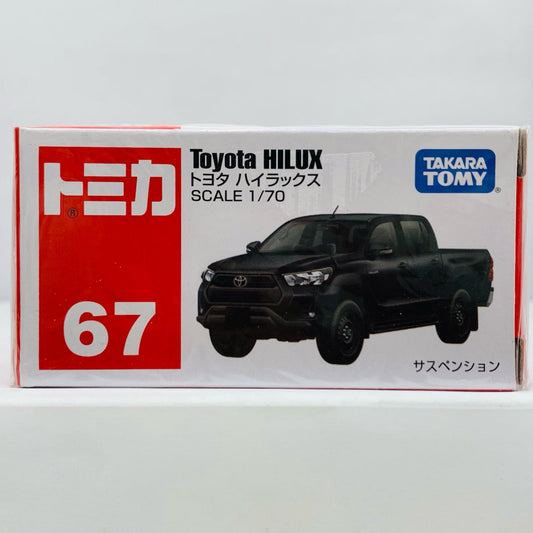 トミカ
®
67
Toyota HILUX
トヨタ ハイラックス
SCALE 1/70
TAKARA
TOMY
®
サスペンション